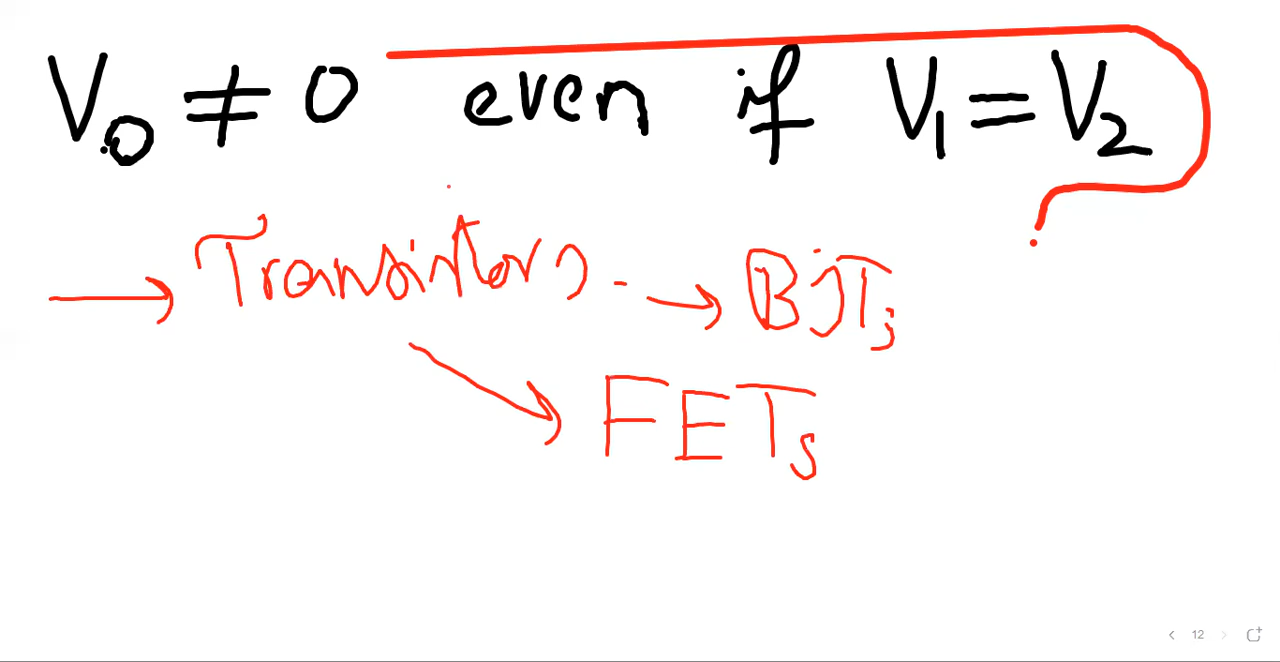 V₀ ≠ 0 even if V₁ = V₂ ?
→ Transistors. → BJTs
→ FETs
12